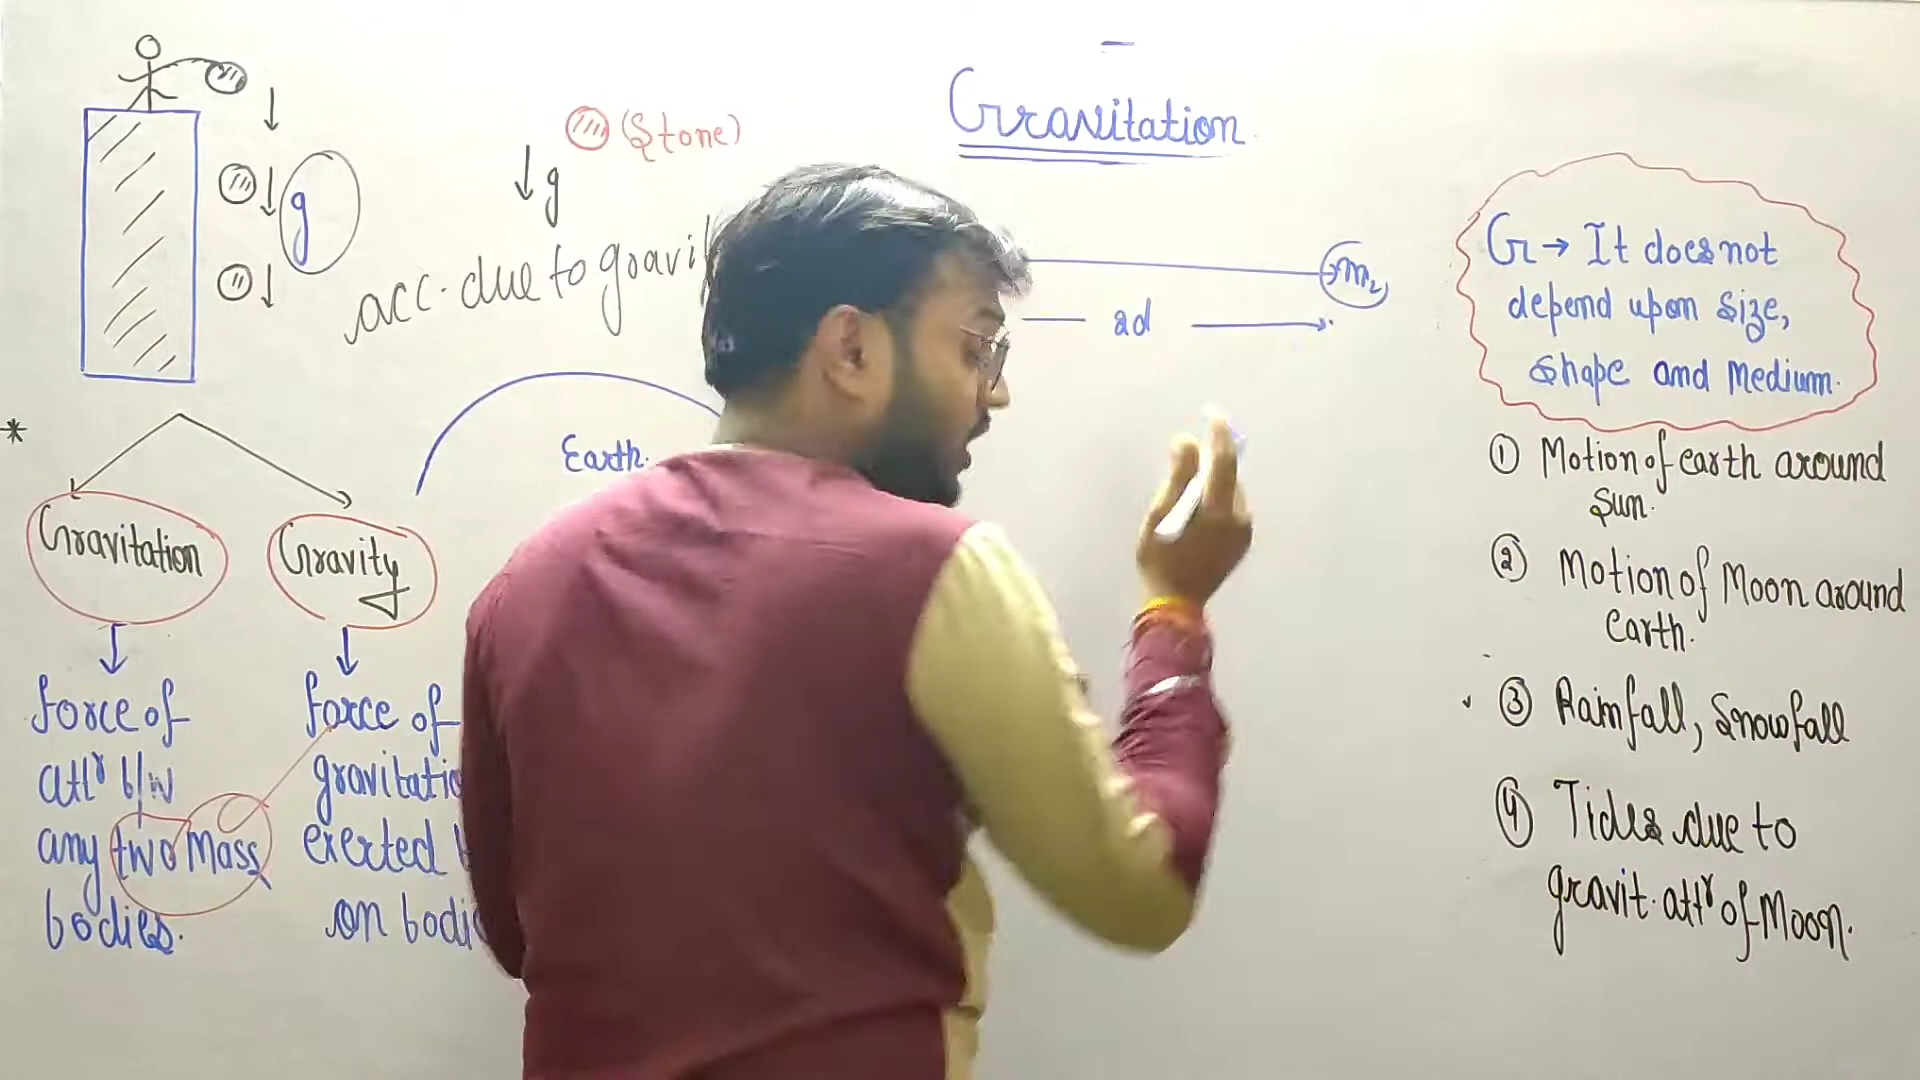 Gravitation
(Stone)
g
g
acc. due to gravi
m₂
2d
G → It does not
depend upon size,
shape and Medium.
Earth.
*
Gravitation
Gravity
force of
attⁿ b/w
any two Mass
bodies.
force of
gravitatio
exerted
on bodi
① Motion of earth around
sun.
② Motion of Moon around
earth.
③ Rainfall, Snowfall
④ Tides due to
gravit. attⁿ of Moon.